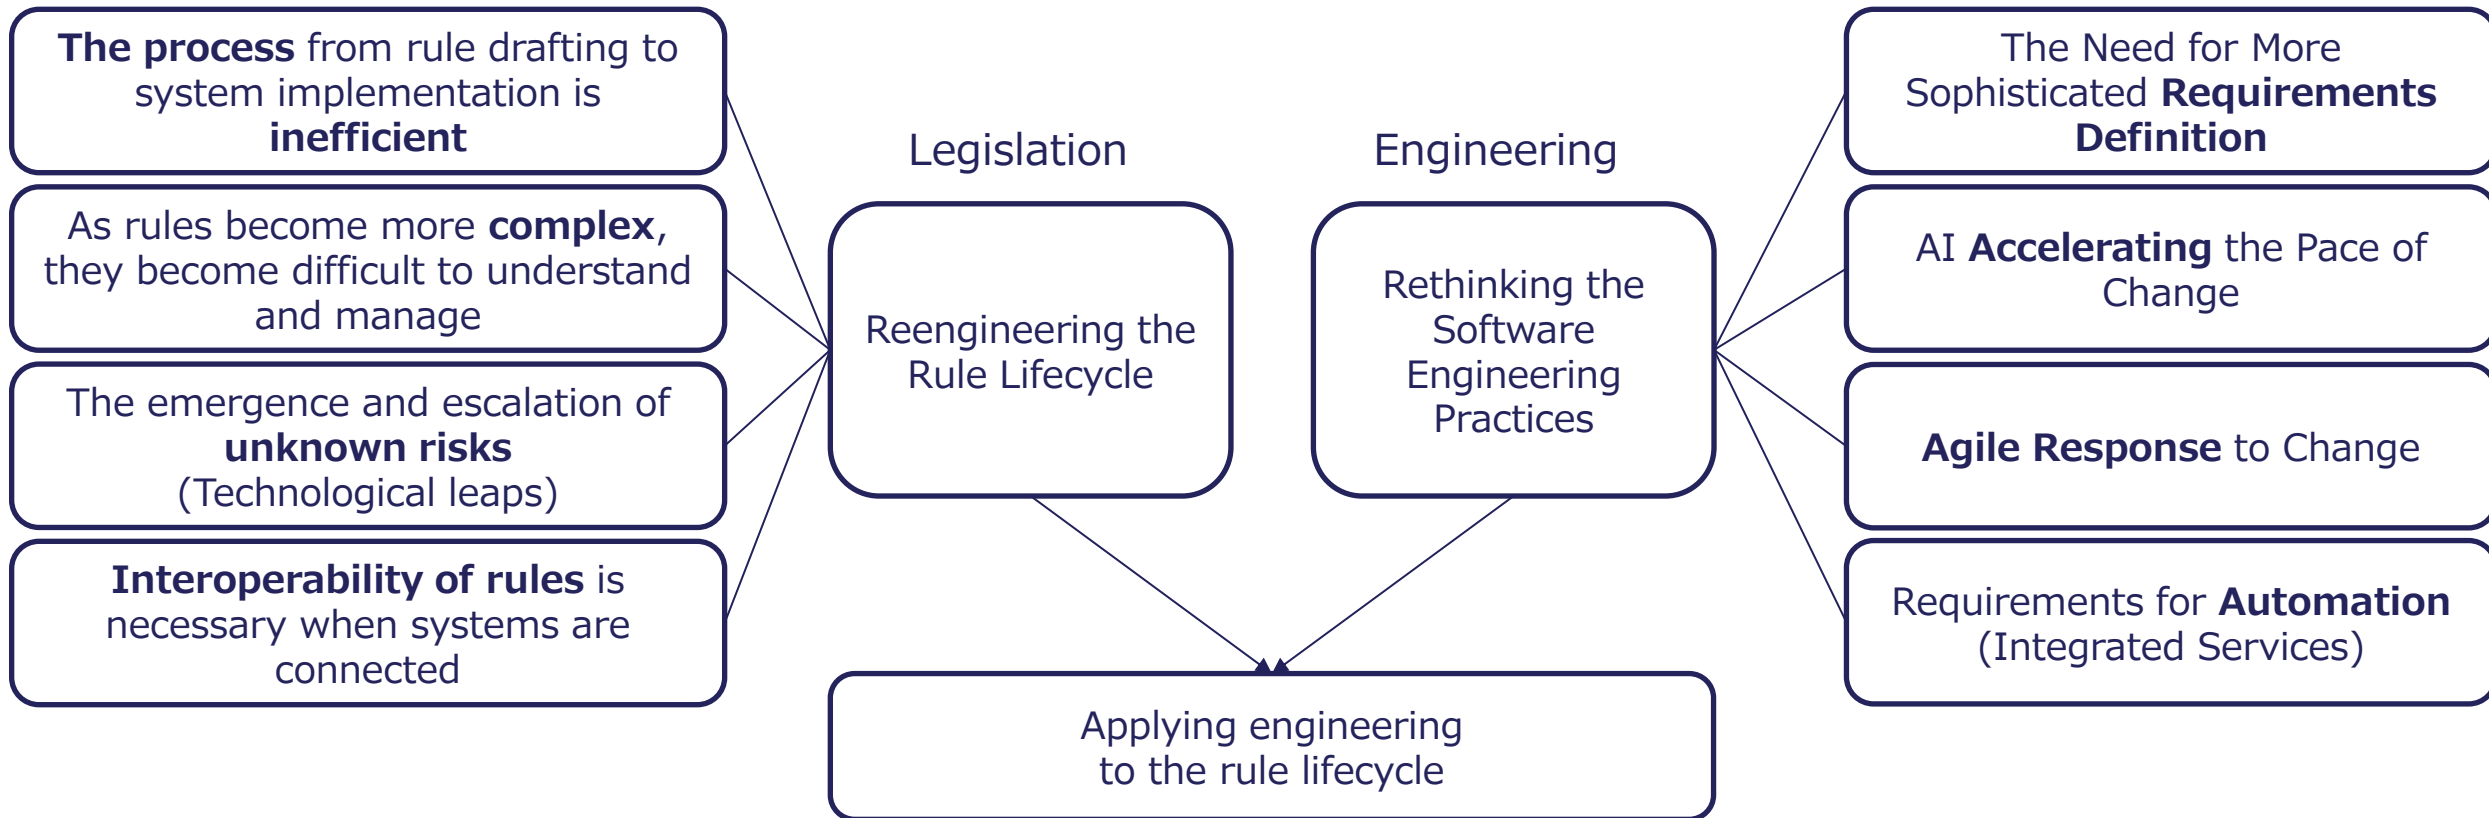 The process from rule drafting to
system implementation is
inefficient
As rules become more complex,
they become difficult to understand
and manage
The emergence and escalation of
unknown risks
(Technological leaps)
Interoperability of rules is
necessary when systems are
connected
Legislation
Reengineering the
Rule Lifecycle
Engineering
Rethinking the
Software
Engineering
Practices
The Need for More
Sophisticated Requirements
Definition
AI Accelerating the Pace of
Change
Agile Response to Change
Requirements for Automation
(Integrated Services)
Applying engineering
to the rule lifecycle